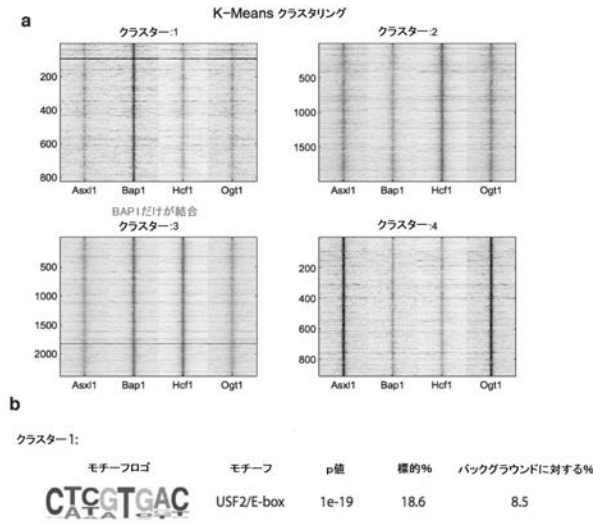 a
K-Means クラスタリング
クラスター:1
200
400
600
800
Asxl1 Bap1 Hcf1 Ogt1
クラスター:2
500
1000
1500
Asxl1 Bap1 Hcf1 Ogt1
BAP1だけが結合
クラスター:3
500
1000
1500
2000
Asxl1 Bap1 Hcf1 Ogt1
クラスター:4
200
400
600
800
Asxl1 Bap1 Hcf1 Ogt1
b
クラスター1:
モチーフロゴ モチーフ p値 標的% バックグラウンドに対する%
CTCGTGAC USF2/E-box 1e-19 18.6 8.5